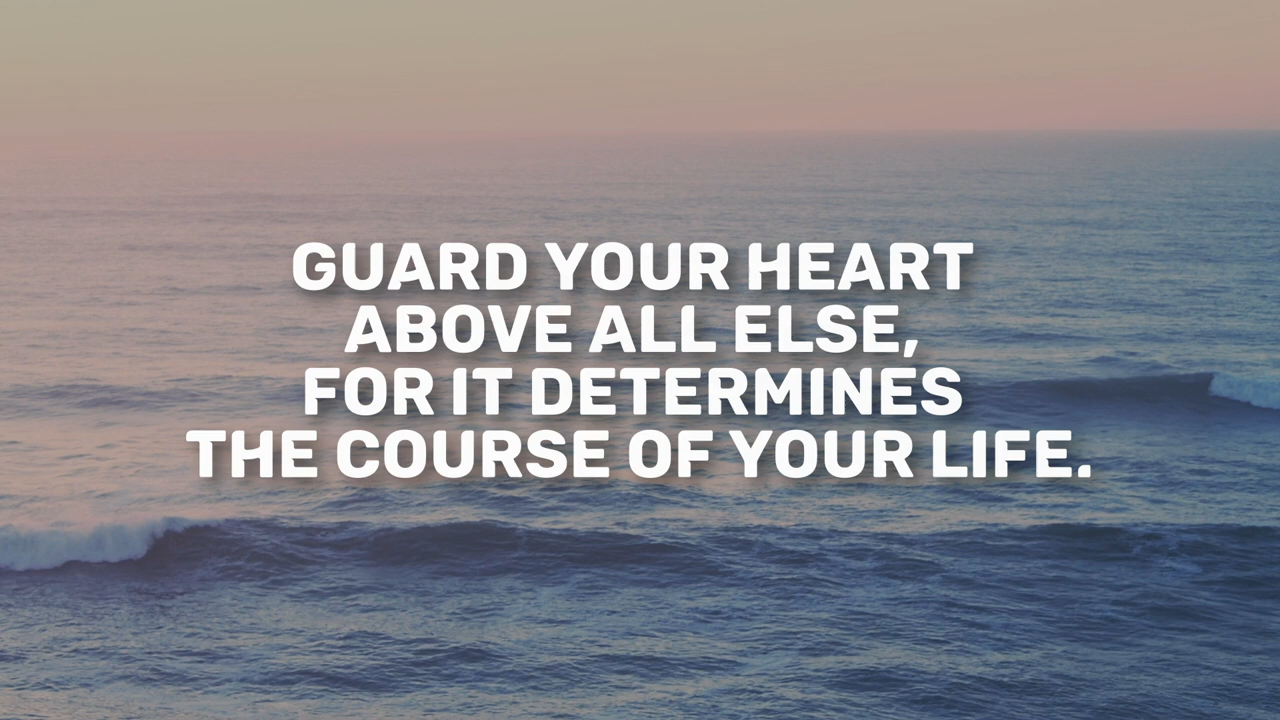 GUARD YOUR HEART
ABOVE ALL ELSE,
FOR IT DETERMINES
THE COURSE OF YOUR LIFE.